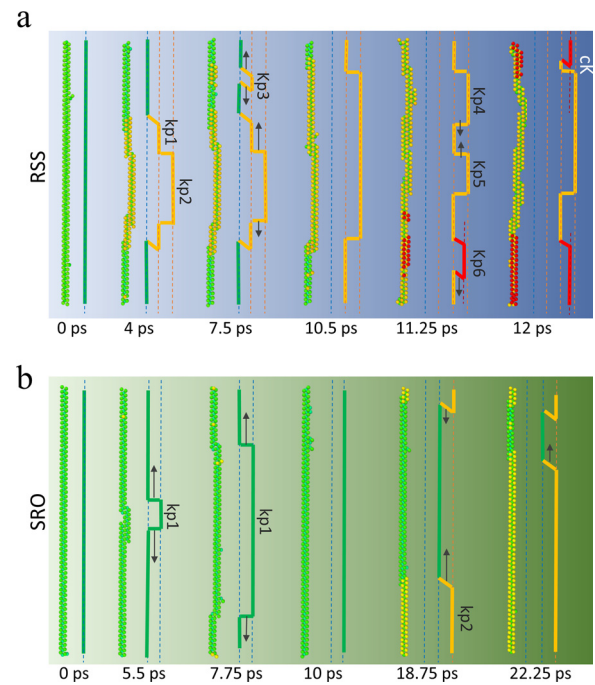 a
RSS
kp1
kp2
Kp3
Kp4
Kp5
Kp6
cK
0 ps
4 ps
7.5 ps
10.5 ps
11.25 ps
12 ps
b
SRO
kp1
kp1
kp2
0 ps
5.5 ps
7.75 ps
10 ps
18.75 ps
22.25 ps